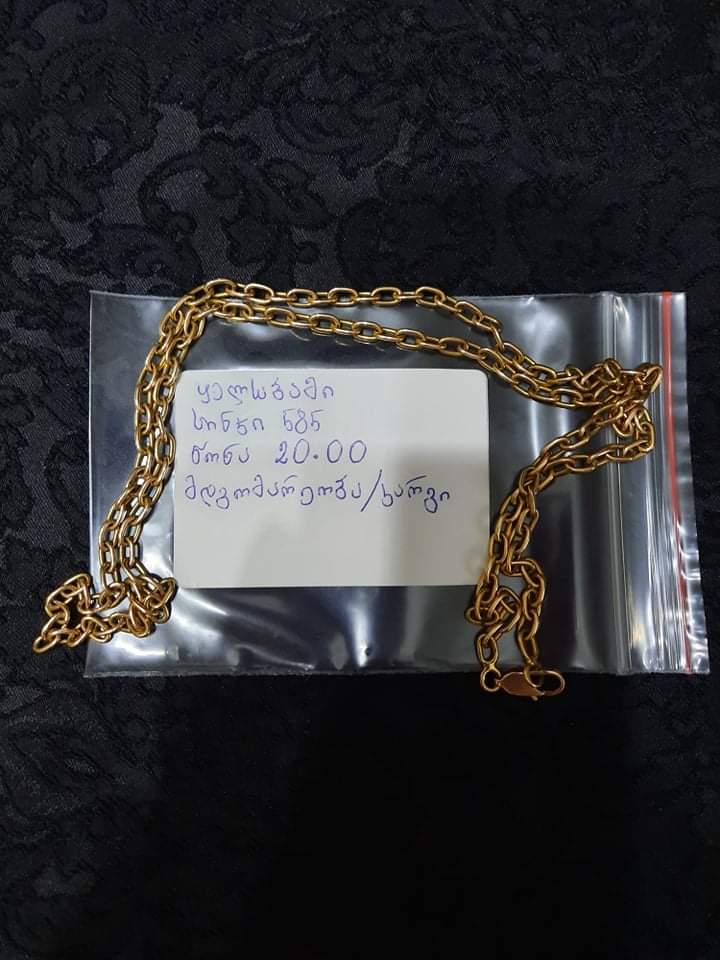 ყელსაბამი
სინჯი 585
წონა 20.00
მდგომარეობა/კარგი